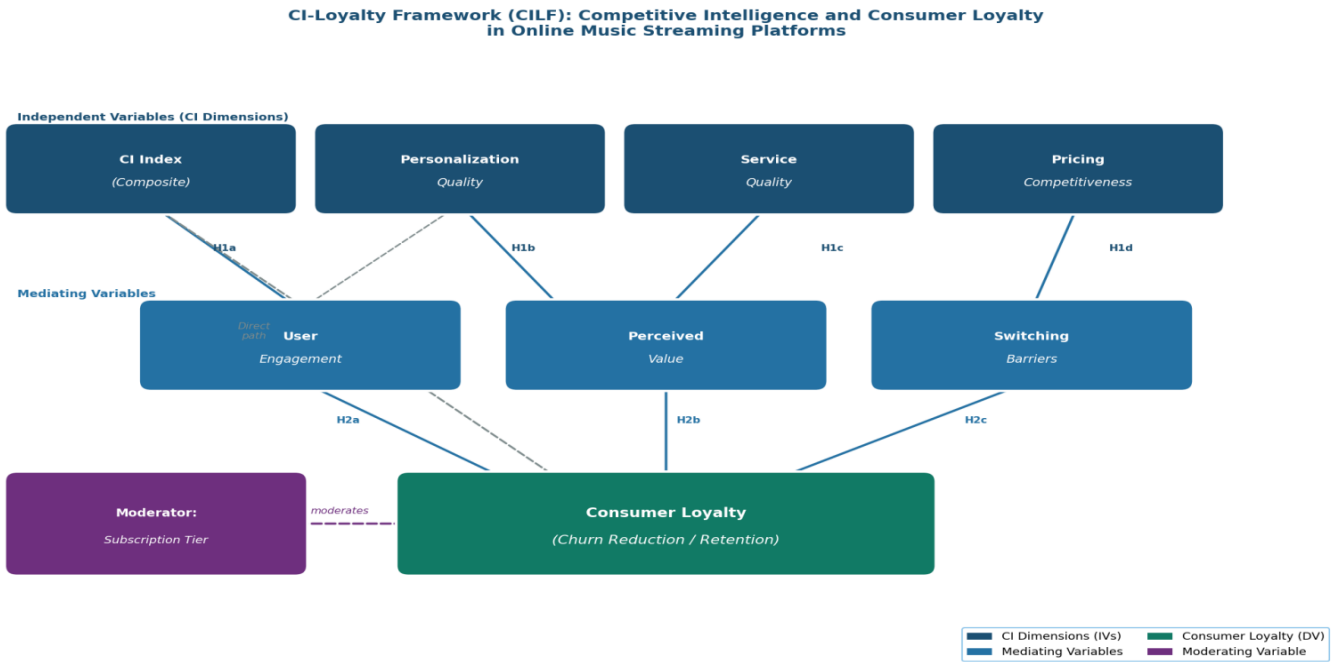 CI-Loyalty Framework (CILF): Competitive Intelligence and Consumer Loyalty
in Online Music Streaming Platforms
Independent Variables (CI Dimensions)
CI Index
(Composite)
Personalization
Quality
Service
Quality
Pricing
Competitiveness
H1a
H1b
H1c
H1d
Mediating Variables
Direct
path
User
Engagement
Perceived
Value
Switching
Barriers
H2a
H2b
H2c
Moderator:
Subscription Tier
moderates
Consumer Loyalty
(Churn Reduction / Retention)
CI Dimensions (IVs)
Mediating Variables
Consumer Loyalty (DV)
Moderating Variable